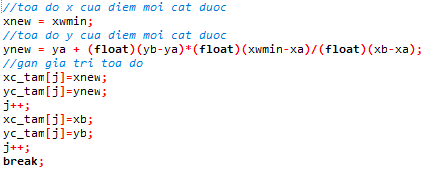 //toa do x cua diem moi cat duoc
xnew = xwmin;
//toa do y cua diem moi cat duoc
ynew = ya + (float)(yb-ya)*(float)(xwmin-xa)/(float)(xb-xa);
//gan gia tri toa do
xc_tam[j]=xnew;
yc_tam[j]=ynew;
j++;
xc_tam[j]=xb;
yc_tam[j]=yb;
j++;
break;